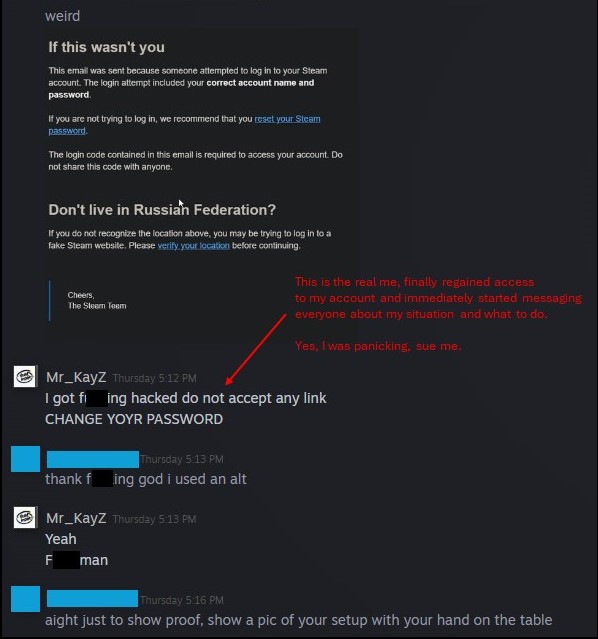 weird
If this wasn't you
This email was sent because someone attempted to log in to your Steam
account. The login attempt included your correct account name and
password.
If you are not trying to log in, we recommend that you reset your Steam
password.
The login code contained in this email is required to access your account. Do
not share this code with anyone.
Don't live in Russian Federation?
If you do not recognize the location above, you may be trying to log in to a
fake Steam website. Please verify your location before continuing.
Cheers,
The Steam Team
This is the real me, finally regained access
to my account and immediately started messaging
everyone about my situation and what to do.
Yes, I was panicking, sue me.
Mr_KayZ Thursday 5:12 PM
I got f ing hacked do not accept any link
CHANGE YOYR PASSWORD
Thursday 5:13 PM
thank f ing god i used an alt
Mr_KayZ Thursday 5:13 PM
Yeah
F man
Thursday 5:16 PM
aight just to show proof, show a pic of your setup with your hand on the table